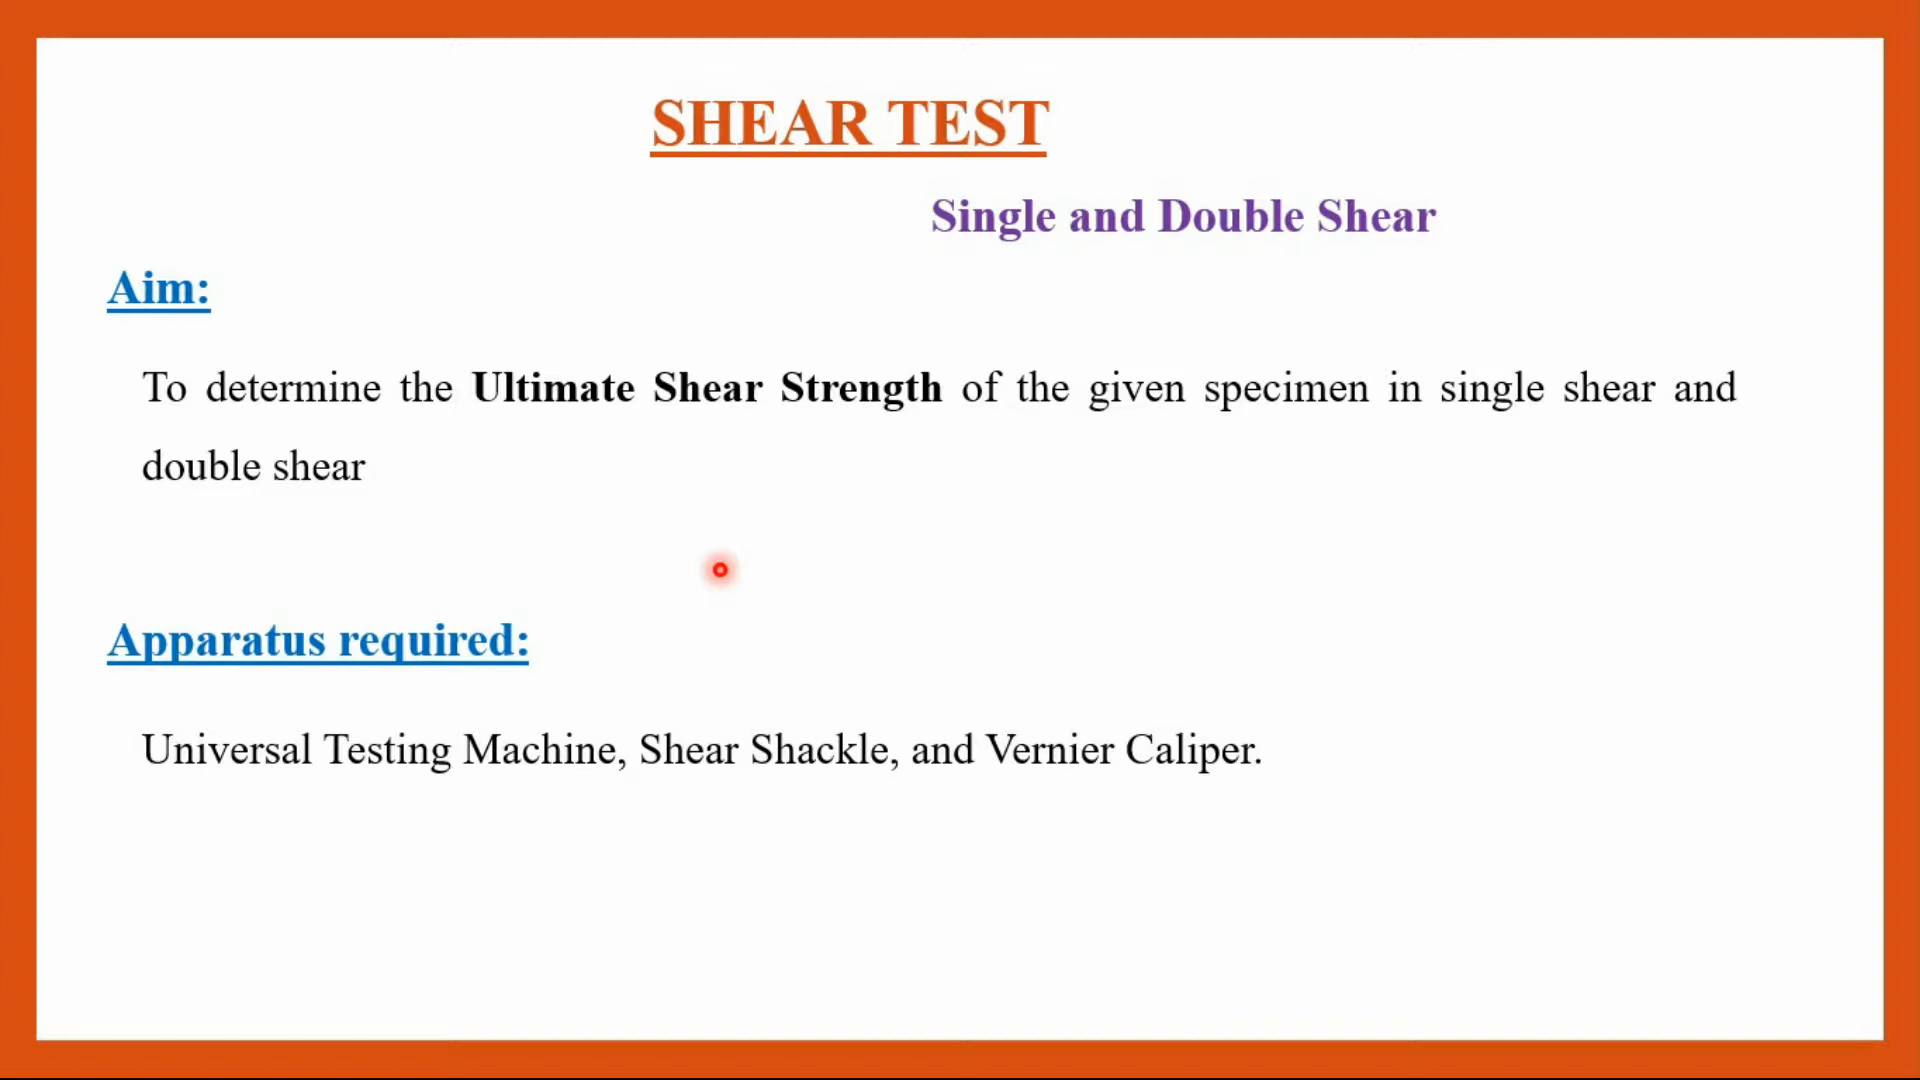 SHEAR TEST
Single and Double Shear
Aim:
To determine the Ultimate Shear Strength of the given specimen in single shear and
double shear
Apparatus required:
Universal Testing Machine, Shear Shackle, and Vernier Caliper.